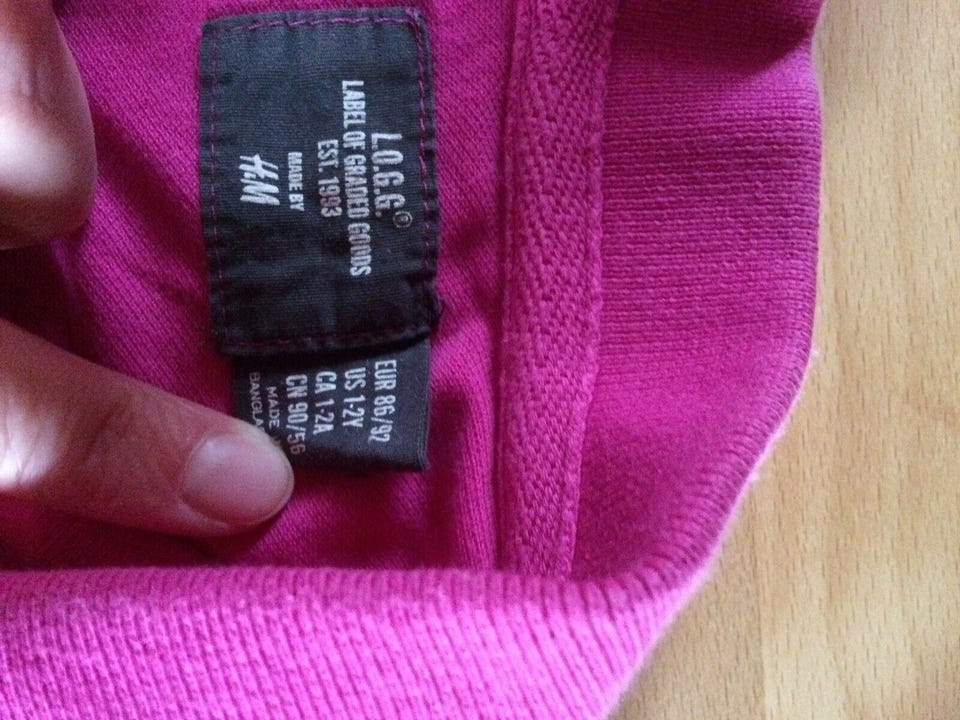 L.O.G.G.®
LABEL OF GRADED GOODS
EST. 1993
MADE BY
H&M
EUR 86/92
US 1-2Y
CA 1-2A
CN 90/56
MADE